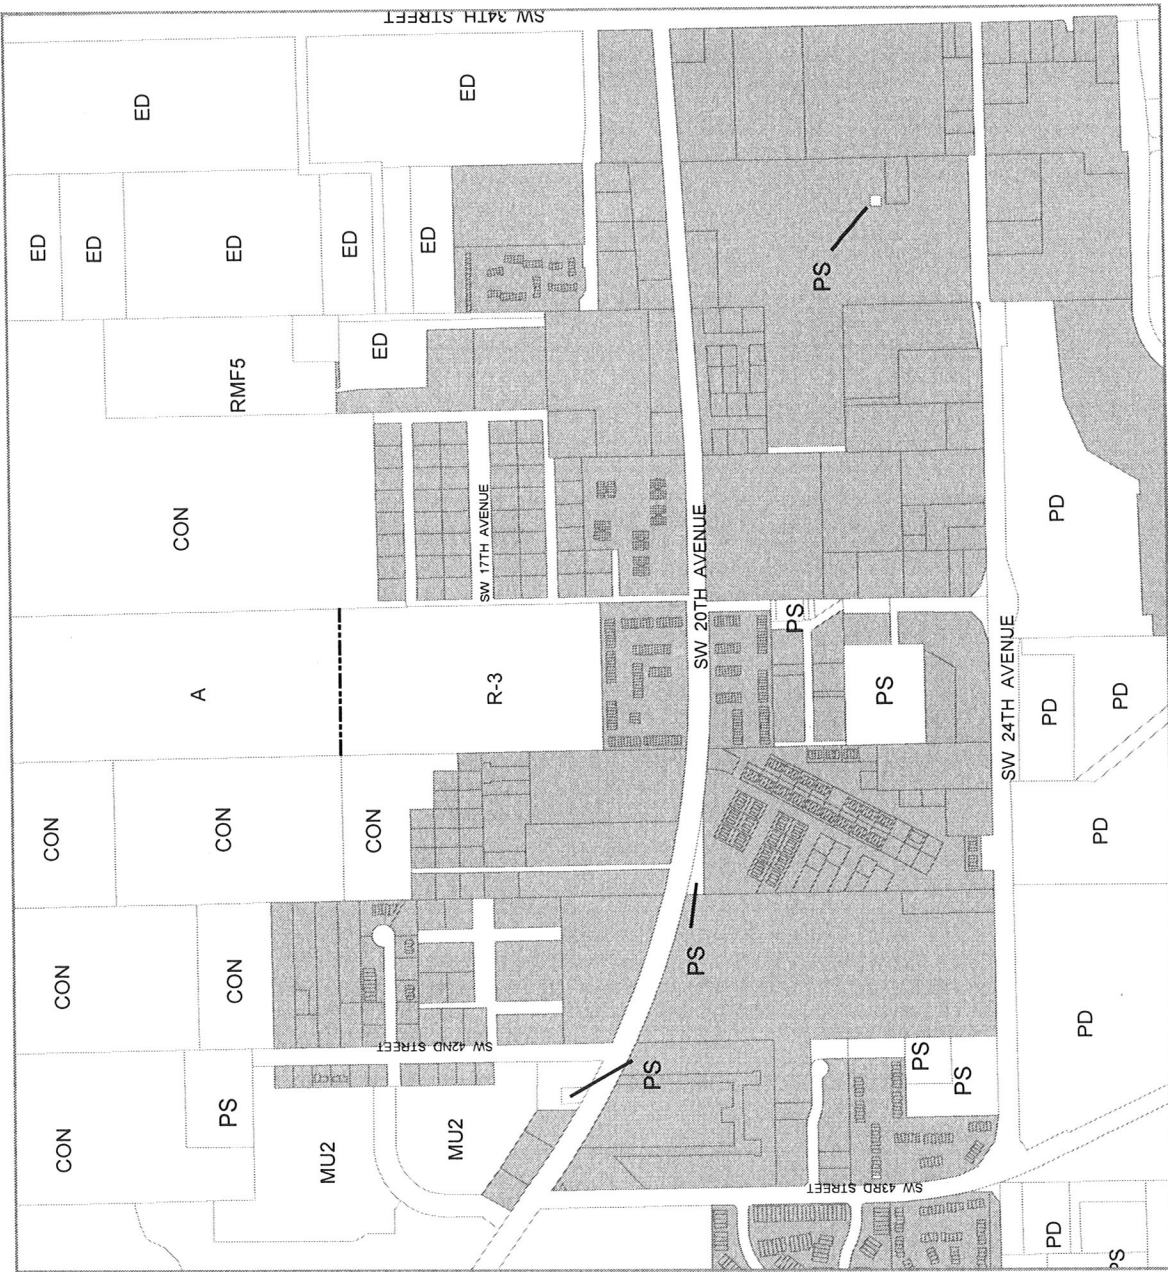 SW 34TH STREET
ED
ED
ED
ED
ED
ED
ED
PS
RMF5
ED
CON
SW 17TH AVENUE
SW 20TH AVENUE
PD
A
R-3
PS
PS
SW 24TH AVENUE
PD
PD
CON
CON
CON
PD
CON
CON
PS
PD
SW 42ND STREET
CON
PS
MU2
MU2
PS
PS
PS
SW 43RD STREET
PD
PS